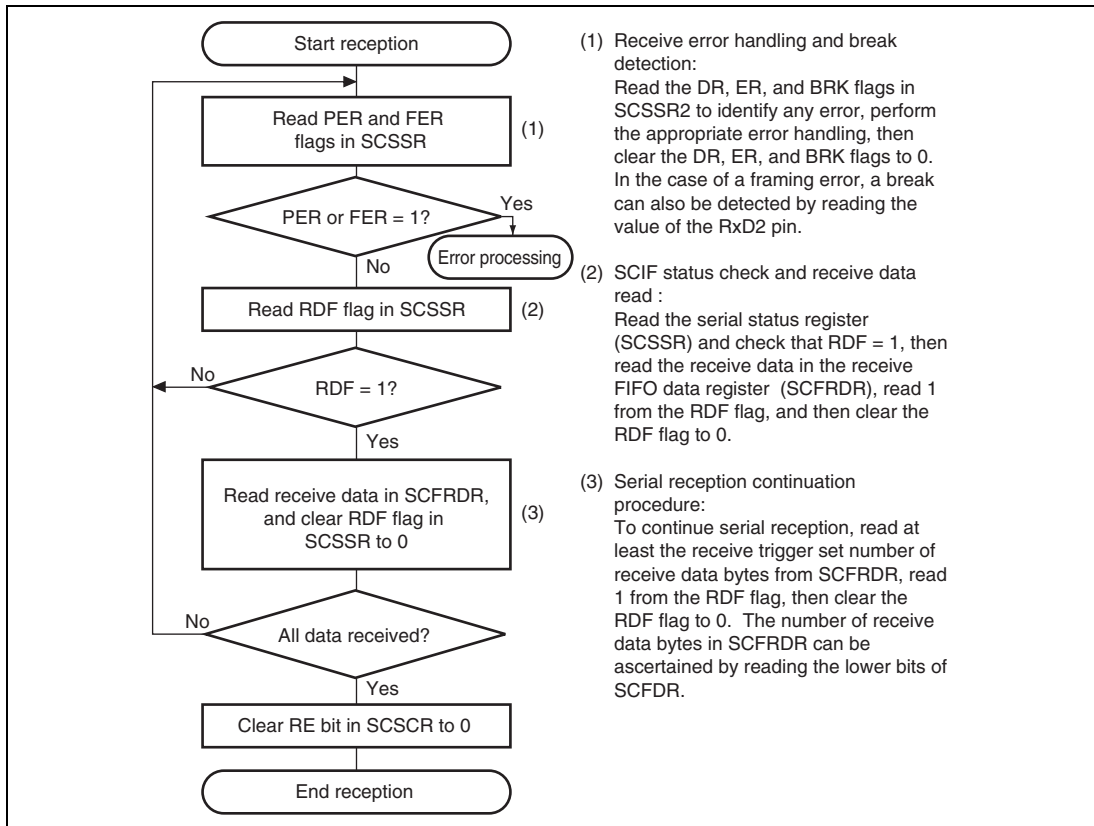 Start reception
Read PER and FER
flags in SCSSR
(1)
PER or FER = 1?
Yes
Error processing
No
Read RDF flag in SCSSR
(2)
No
RDF = 1?
Yes
Read receive data in SCFRDR,
and clear RDF flag in
SCSSR to 0
(3)
No
All data received?
Yes
Clear RE bit in SCSCR to 0
End reception
(1) Receive error handling and break
detection:
Read the DR, ER, and BRK flags in
SCSSR2 to identify any error, perform
the appropriate error handling, then
clear the DR, ER, and BRK flags to 0.
In the case of a framing error, a break
can also be detected by reading the
value of the RxD2 pin.
(2) SCIF status check and receive data
read :
Read the serial status register
(SCSSR) and check that RDF = 1, then
read the receive data in the receive
FIFO data register (SCFRDR), read 1
from the RDF flag, and then clear the
RDF flag to 0.
(3) Serial reception continuation
procedure:
To continue serial reception, read at
least the receive trigger set number of
receive data bytes from SCFRDR, read
1 from the RDF flag, then clear the
RDF flag to 0. The number of receive
data bytes in SCFRDR can be
ascertained by reading the lower bits of
SCFDR.